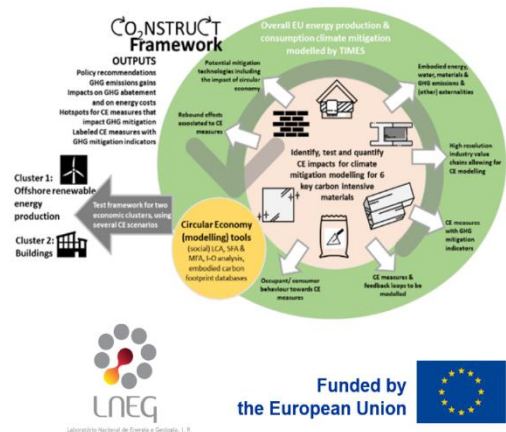 CO₂NSTRUCT
Framework
OUTPUTS
Policy recommendations
GHG emissions gains
Impacts on GHG abatement
and on energy costs
Hotspots for CE measures that
impact GHG mitigation
Labeled CE measures with
GHG mitigation indicators
Cluster 1:
Offshore renewable
energy
production
Cluster 2:
Buildings
Test framework for two
economic clusters, using
several CE scenarios
Circular Economy
(modelling) tools
(social) LCA, SFA &
MFA, I-O analysis,
embodied carbon
footprint databases
Overall EU energy production &
consumption climate mitigation
modelled by TIMES
Potential mitigation
technologies including
the impact of circular
economy
Rebound effects
associated to CE
measures
Embodied energy,
water, materials &
GHG emissions &
(other) externalities
High resolution
industry value
chains allowing for
CE modelling
CE measures
with GHG
mitigation
indicators
CE measures &
feedback loops to be
modelled
Occupant/ consumer
behaviour towards CE
measures
Identify, test and quantify
CE impacts for climate
mitigation modelling for 6
key carbon intensive
materials
LNEG
Laboratório Nacional de Energia e Geologia, I. P.
Funded by
the European Union